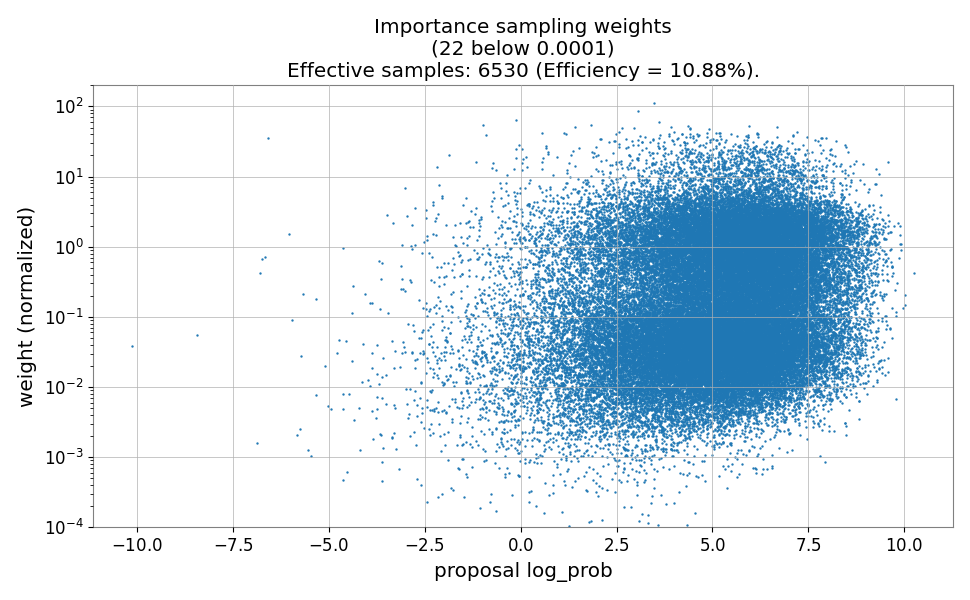 Importance sampling weights
(22 below 0.0001)
Effective samples: 6530 (Efficiency = 10.88%).
weight (normalized)
10²
10¹
10⁰
10⁻¹
10⁻²
10⁻³
10⁻⁴
−10.0 −7.5 −5.0 −2.5 0.0 2.5 5.0 7.5 10.0
proposal log_prob